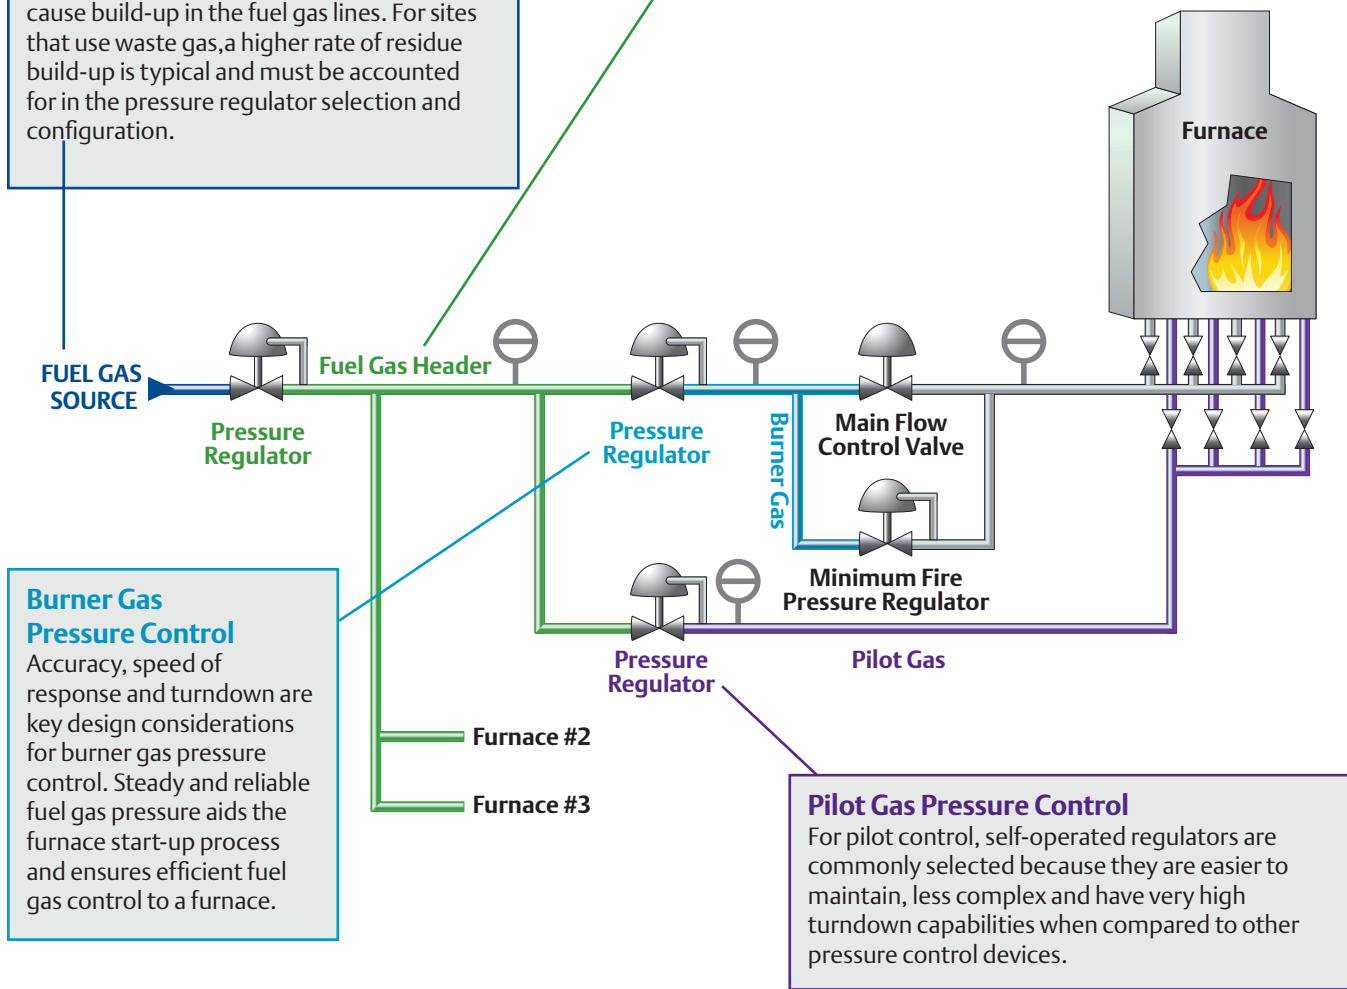 cause build-up in the fuel gas lines. For sites
that use waste gas,a higher rate of residue
build-up is typical and must be accounted
for in the pressure regulator selection and
configuration.
Furnace
FUEL GAS
SOURCE
Fuel Gas Header
Pressure
Regulator
Pressure
Regulator
Burner Gas
Main Flow
Control Valve
Minimum Fire
Pressure Regulator
Pressure
Regulator
Pilot Gas
Furnace #2
Furnace #3
Burner Gas
Pressure Control
Accuracy, speed of
response and turndown are
key design considerations
for burner gas pressure
control. Steady and reliable
fuel gas pressure aids the
furnace start-up process
and ensures efficient fuel
gas control to a furnace.
Pilot Gas Pressure Control
For pilot control, self-operated regulators are
commonly selected because they are easier to
maintain, less complex and have very high
turndown capabilities when compared to other
pressure control devices.